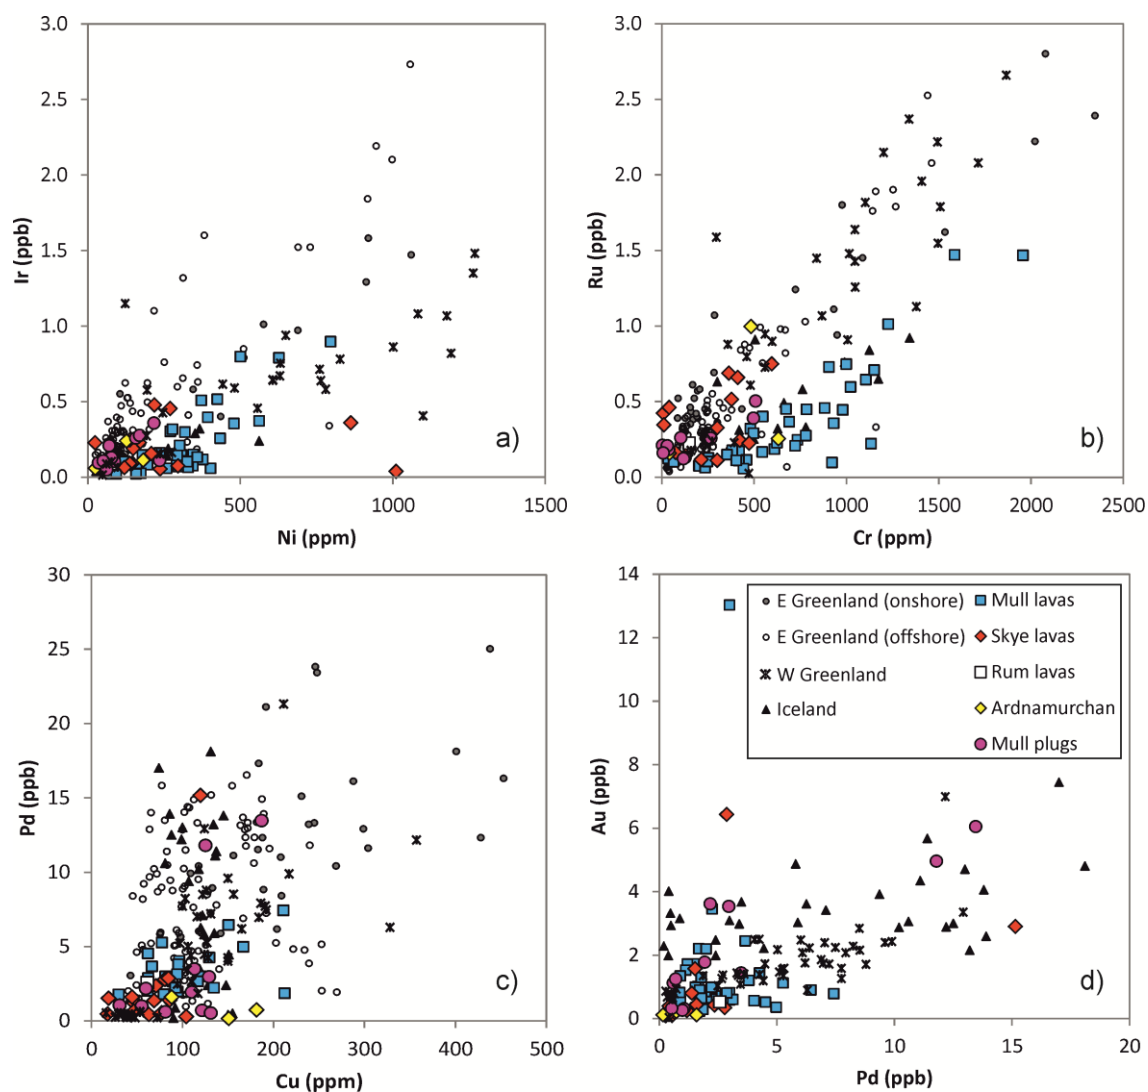 3.0
2.5
2.0
1.5
1.0
0.5
0.0
Ir (ppb)
0
500
1000
1500
Ni (ppm)
a)
3.0
2.5
2.0
1.5
1.0
0.5
0.0
Ru (ppb)
0
500
1000
1500
2000
2500
Cr (ppm)
b)
30
25
20
15
10
5
0
Pd (ppb)
0
100
200
300
400
500
Cu (ppm)
c)
14
12
10
8
6
4
2
0
Au (ppb)
0
5
10
15
20
Pd (ppb)
d)
E Greenland (onshore)
E Greenland (offshore)
W Greenland
Iceland
Mull lavas
Skye lavas
Rum lavas
Ardnamurchan
Mull plugs